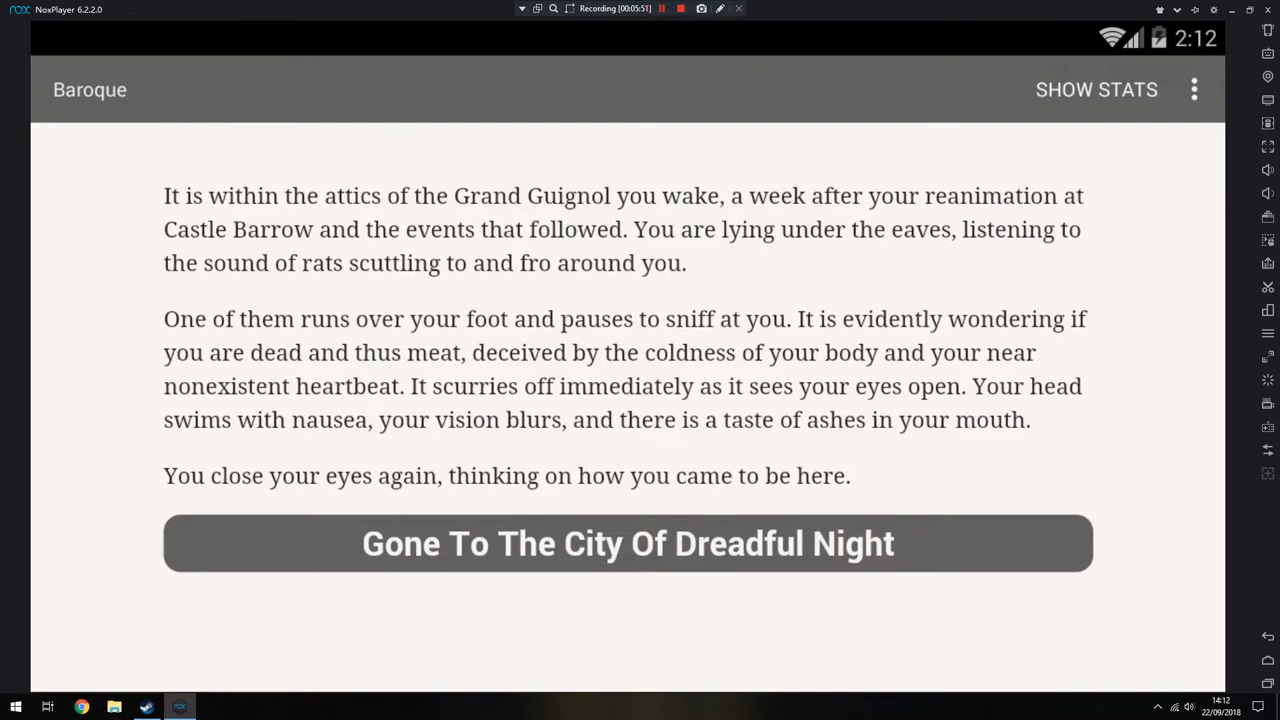 NoxPlayer 6.2.2.0
Recording [00:05:51]
2:12
Baroque
SHOW STATS
It is within the attics of the Grand Guignol you wake, a week after your reanimation at
Castle Barrow and the events that followed. You are lying under the eaves, listening to
the sound of rats scuttling to and fro around you.
One of them runs over your foot and pauses to sniff at you. It is evidently wondering if
you are dead and thus meat, deceived by the coldness of your body and your near
nonexistent heartbeat. It scurries off immediately as it sees your eyes open. Your head
swims with nausea, your vision blurs, and there is a taste of ashes in your mouth.
You close your eyes again, thinking on how you came to be here.
Gone To The City Of Dreadful Night
14:12
22/09/2018